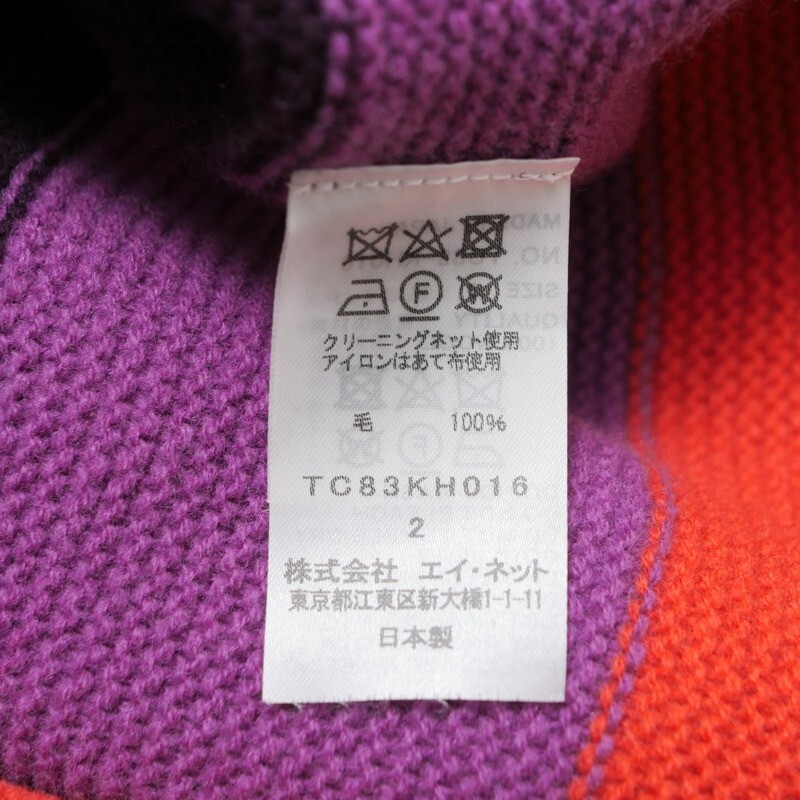 F W
クリーニングネット使用
アイロンはあて布使用
毛 100%
TC83KH016
2
株式会社 エイ・ネット
東京都江東区新大橋1-1-11
日本製